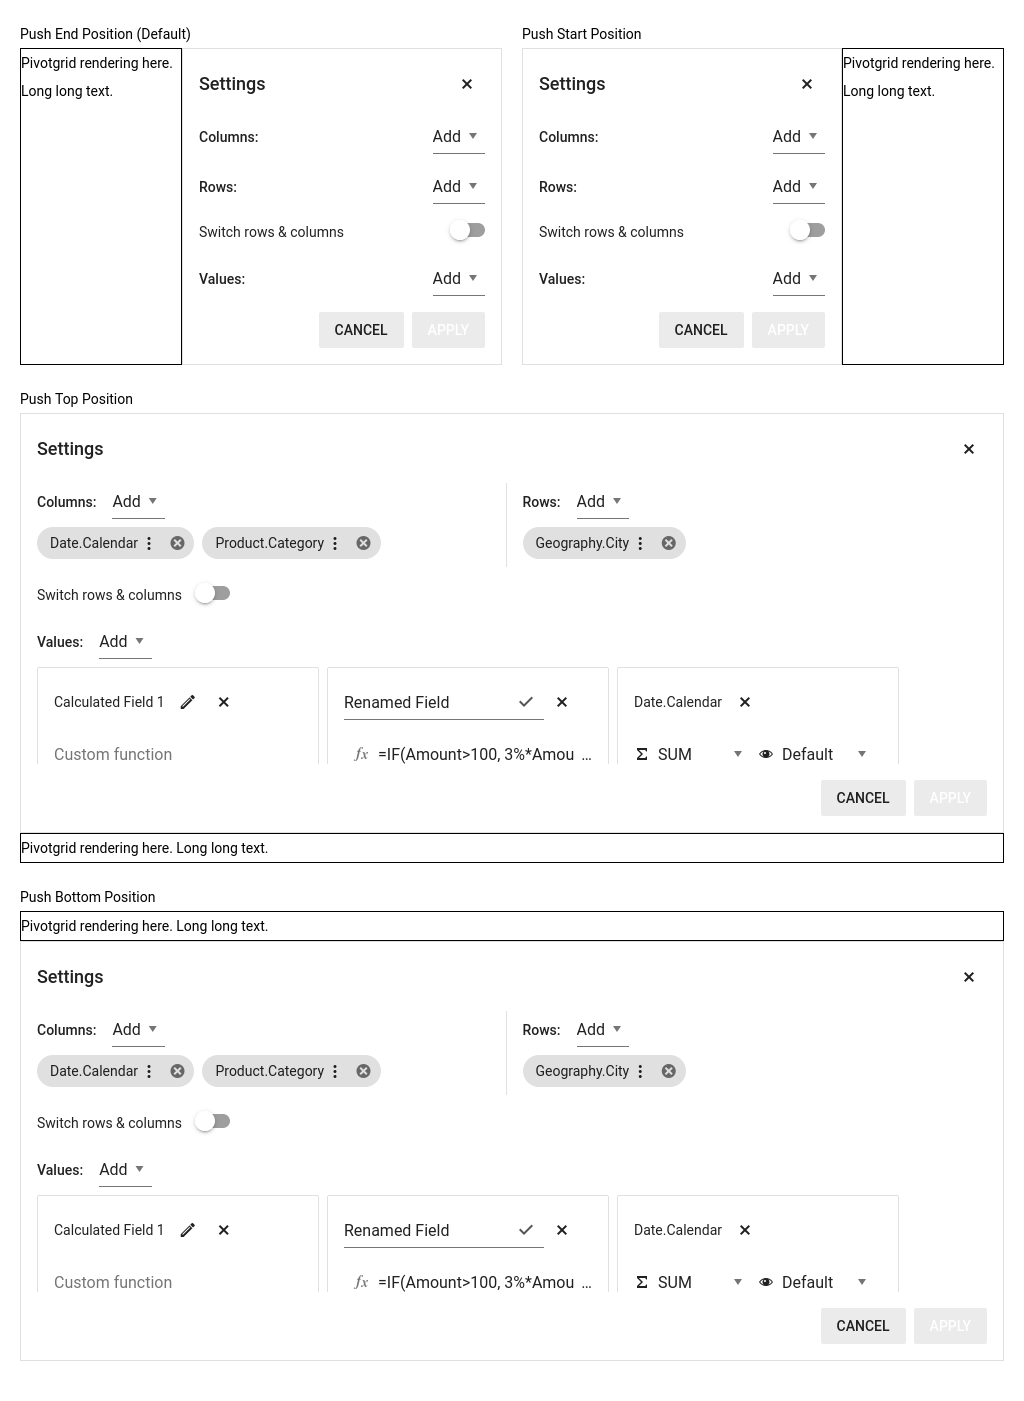 Push End Position (Default)
Pivotgrid rendering here.
Long long text.
Settings
Columns: Add
Rows: Add
Switch rows & columns
Values: Add
CANCEL APPLY
Push Start Position
Settings
Columns: Add
Rows: Add
Switch rows & columns
Values: Add
CANCEL APPLY
Pivotgrid rendering here.
Long long text.
Push Top Position
Settings
Columns: Add
Date.Calendar Product.Category
Rows: Add
Geography.City
Switch rows & columns
Values: Add
Calculated Field 1
Custom function
Renamed Field
fx =IF(Amount>100, 3%*Amou ...
Date.Calendar
Σ SUM Default
CANCEL APPLY
Pivotgrid rendering here. Long long text.
Push Bottom Position
Pivotgrid rendering here. Long long text.
Settings
Columns: Add
Date.Calendar Product.Category
Rows: Add
Geography.City
Switch rows & columns
Values: Add
Calculated Field 1
Custom function
Renamed Field
fx =IF(Amount>100, 3%*Amou ...
Date.Calendar
Σ SUM Default
CANCEL APPLY